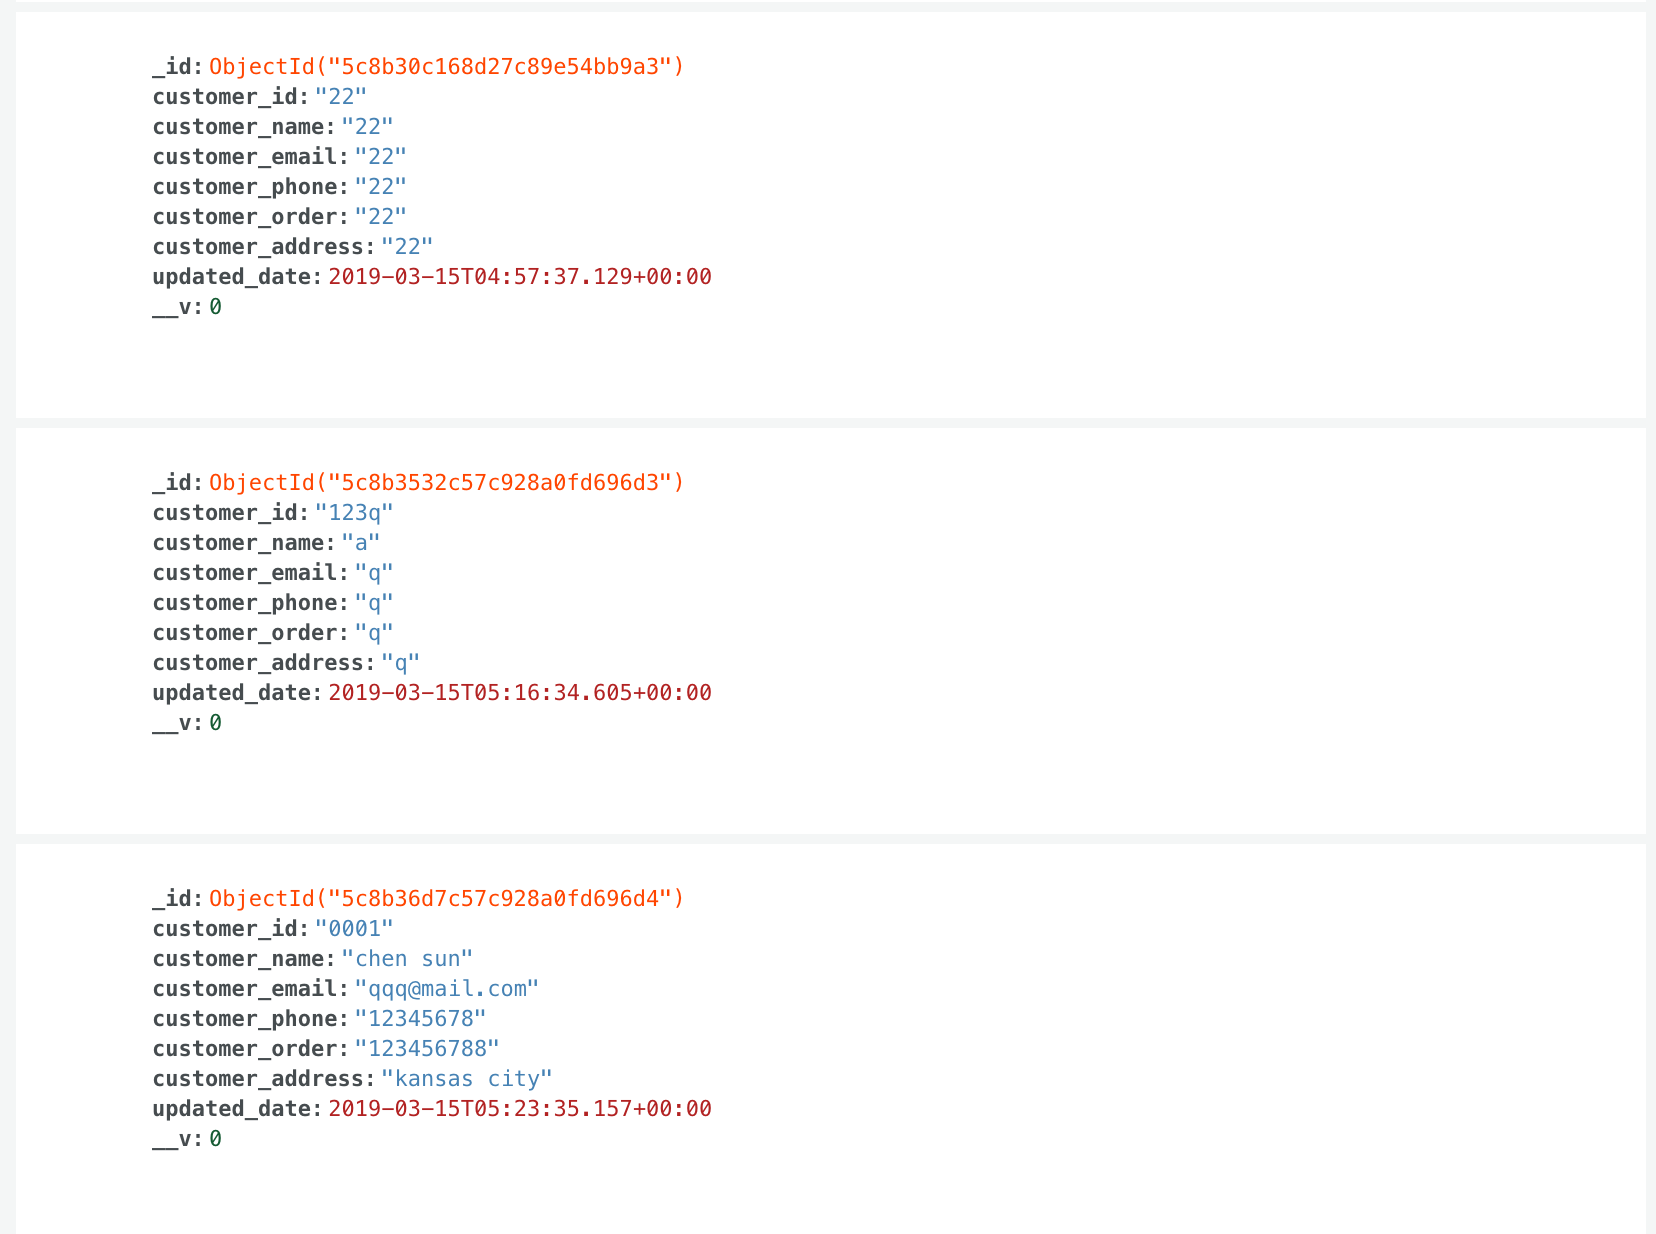 _id: ObjectId("5c8b30c168d27c89e54bb9a3")
customer_id: "22"
customer_name: "22"
customer_email: "22"
customer_phone: "22"
customer_order: "22"
customer_address: "22"
updated_date: 2019-03-15T04:57:37.129+00:00
__v: 0
_id: ObjectId("5c8b3532c57c928a0fd696d3")
customer_id: "123q"
customer_name: "a"
customer_email: "q"
customer_phone: "q"
customer_order: "q"
customer_address: "q"
updated_date: 2019-03-15T05:16:34.605+00:00
__v: 0
_id: ObjectId("5c8b36d7c57c928a0fd696d4")
customer_id: "0001"
customer_name: "chen sun"
customer_email: "qqq@mail.com"
customer_phone: "12345678"
customer_order: "123456788"
customer_address: "kansas city"
updated_date: 2019-03-15T05:23:35.157+00:00
__v: 0